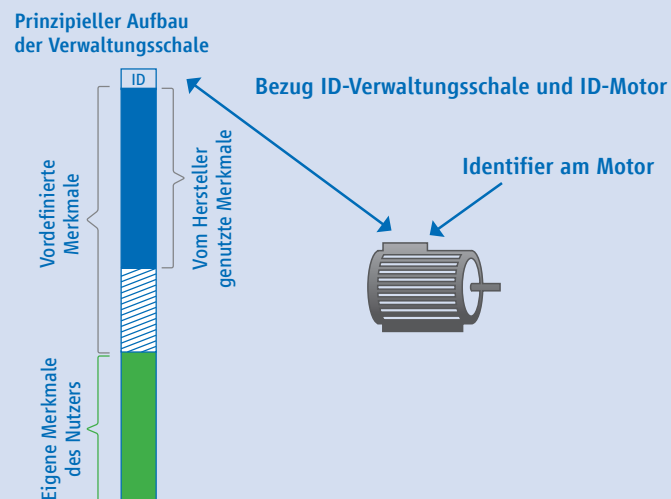 Prinzipieller Aufbau
der Verwaltungsschale
ID
Bezug ID-Verwaltungsschale und ID-Motor
Identifier am Motor
Vordefinierte
Merkmale
Vom Hersteller
genutzte Merkmale
Eigene Merkmale
des Nutzers